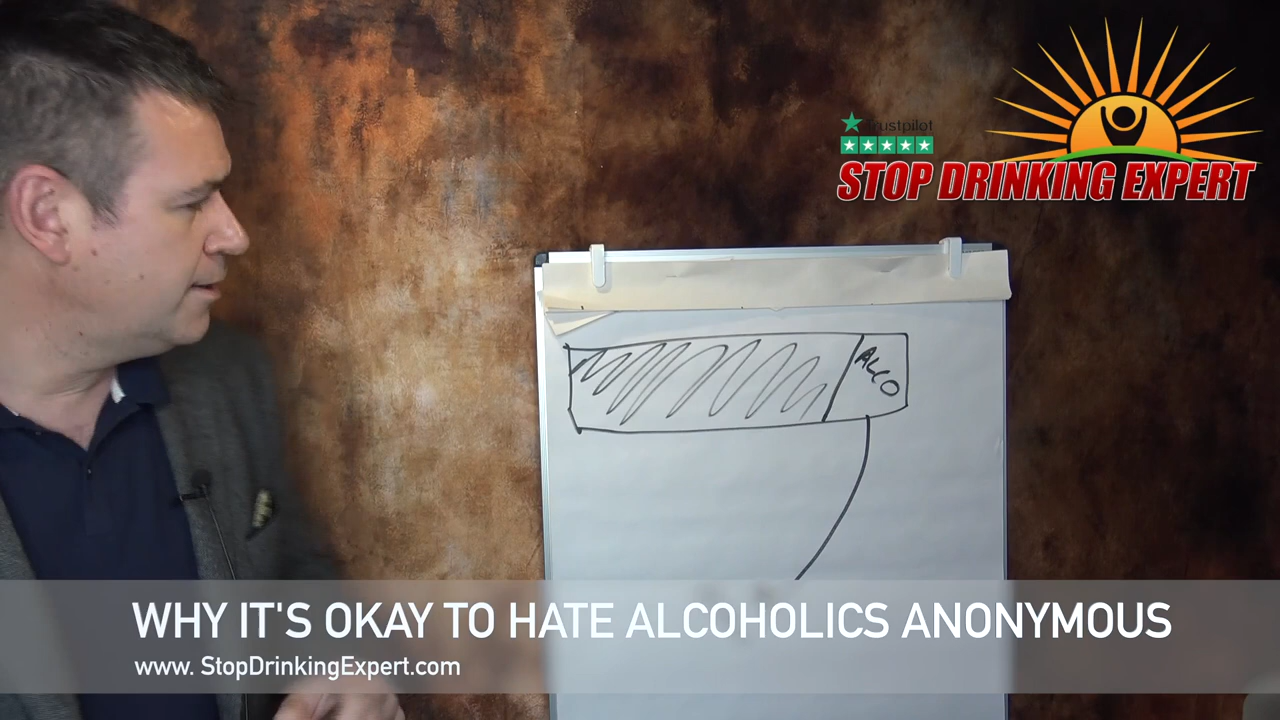 Trustpilot
STOP DRINKING EXPERT
ALCO
WHY IT'S OKAY TO HATE ALCOHOLICS ANONYMOUS
www. StopDrinkingExpert.com